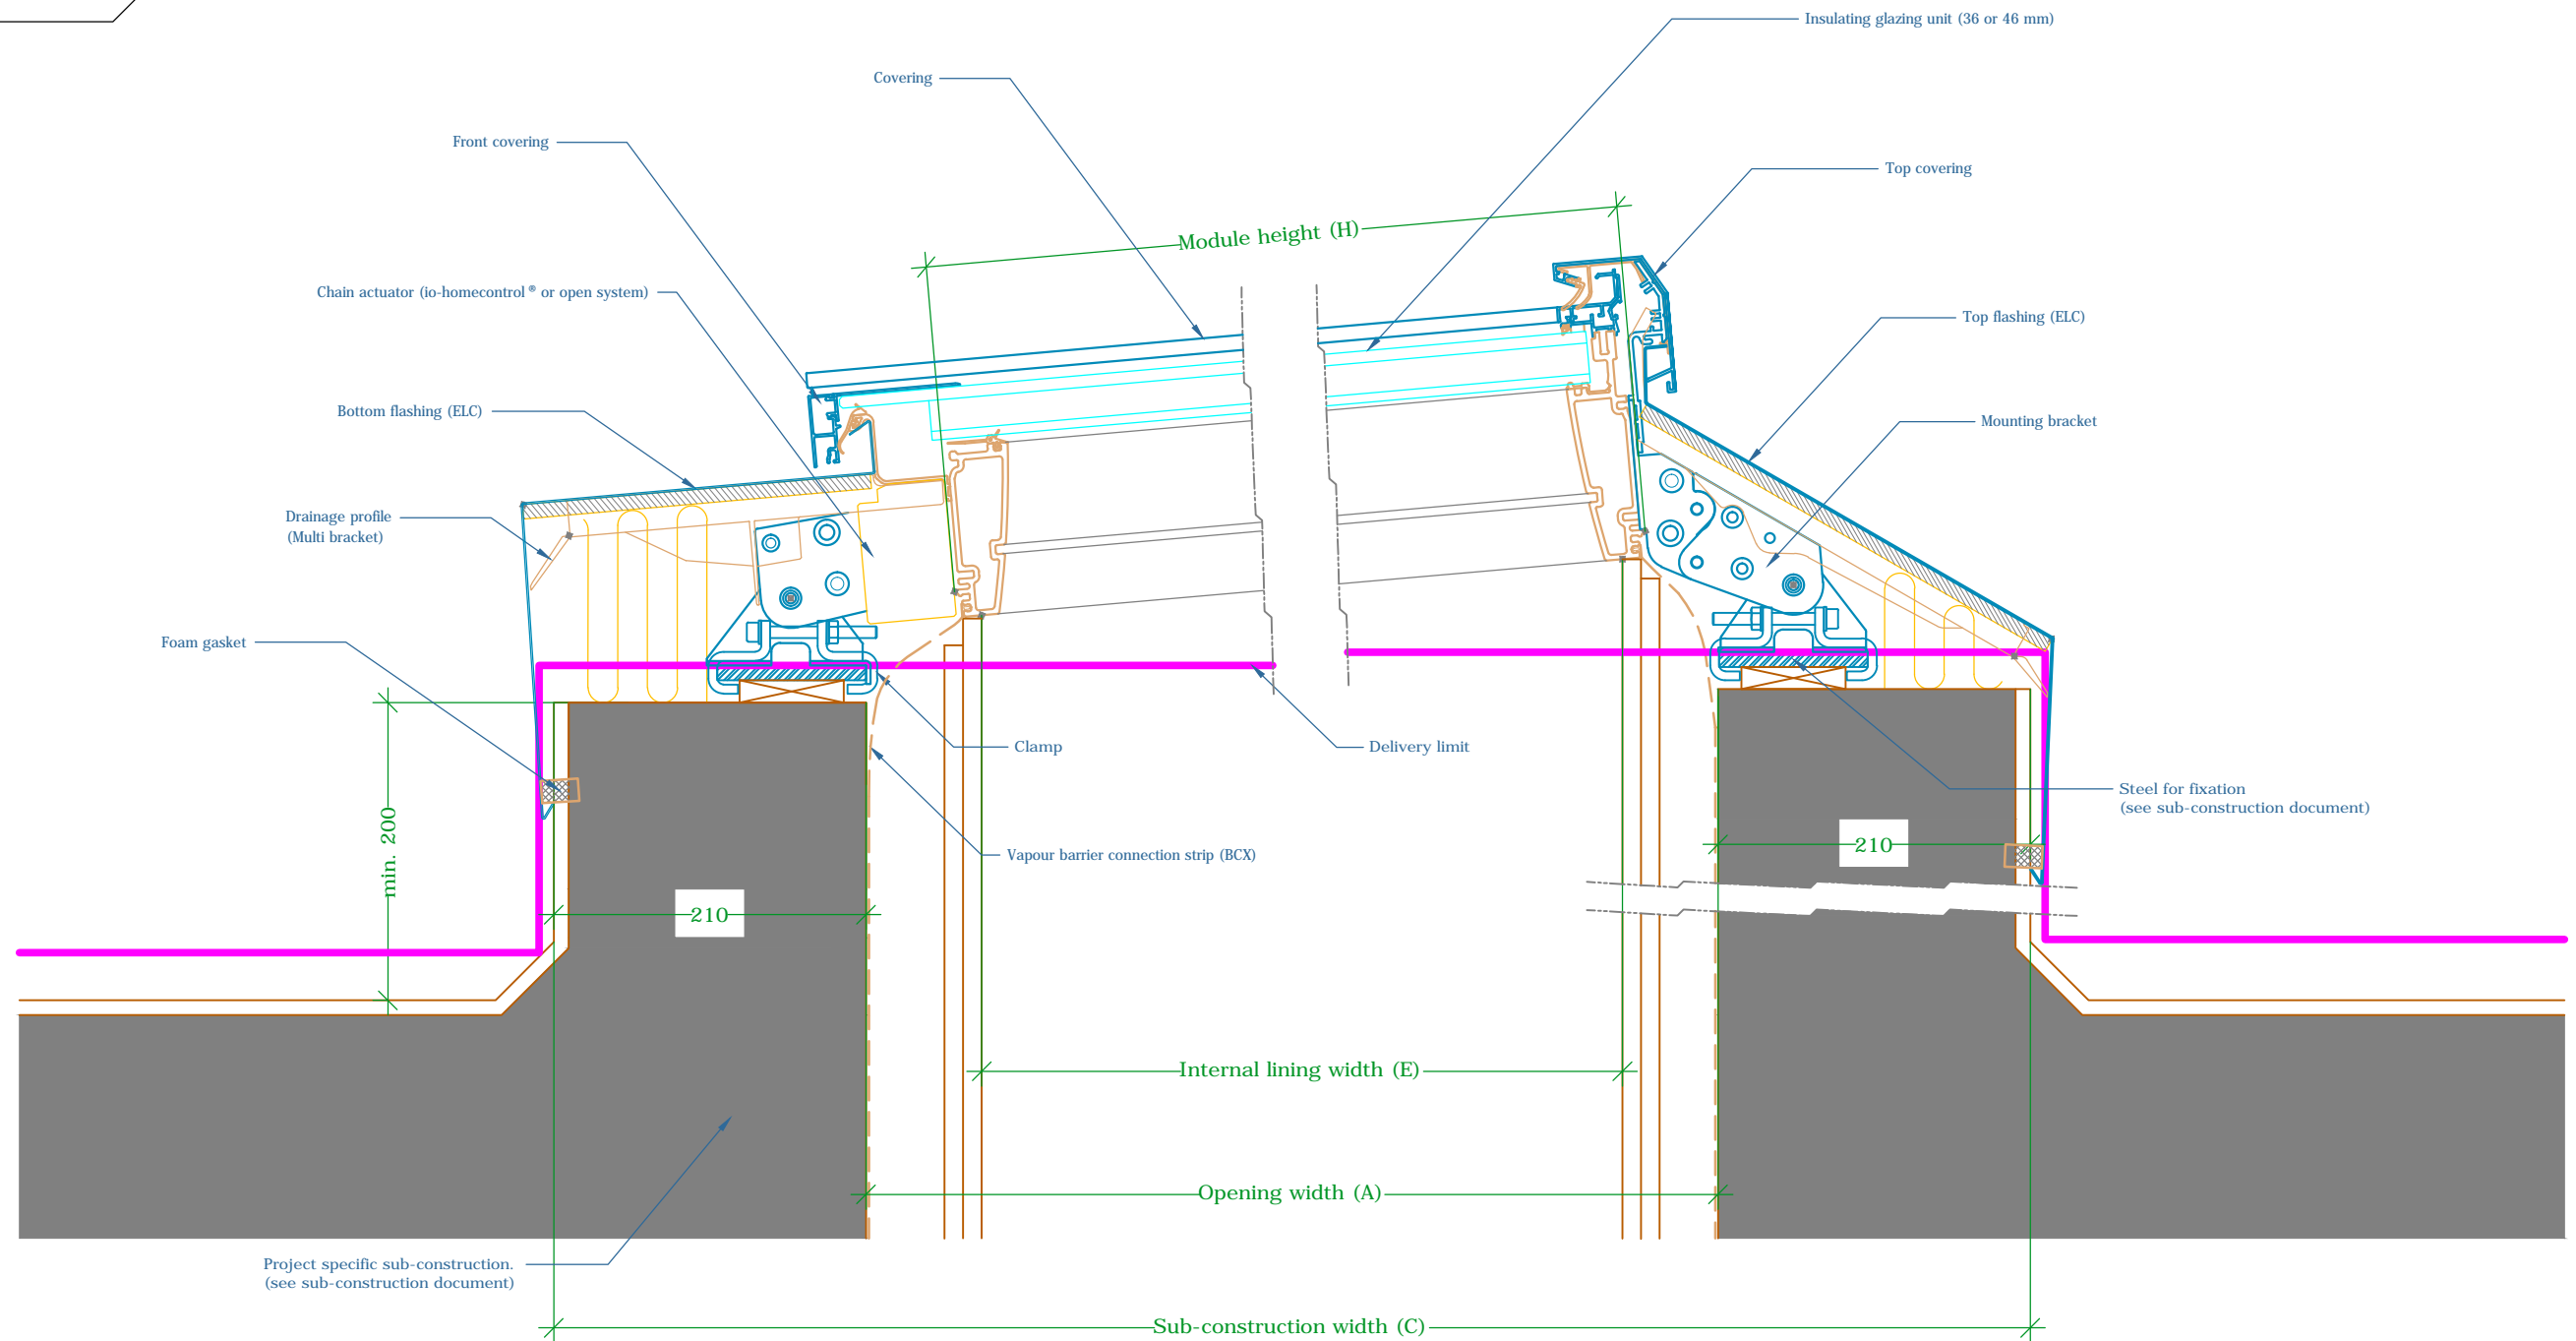 Insulating glazing unit (36 or 46 mm)
Covering
Front covering
Top covering
Module height (H)
Chain actuator (io-homecontrol® or open system)
Top flashing (ELC)
Bottom flashing (ELC)
Mounting bracket
Drainage profile
(Multi bracket)
Foam gasket
Clamp
Delivery limit
Steel for fixation
(see sub-construction document)
min. 200
210
Vapour barrier connection strip (BCX)
210
Internal lining width (E)
Opening width (A)
Project specific sub-construction.
(see sub-construction document)
Sub-construction width (C)